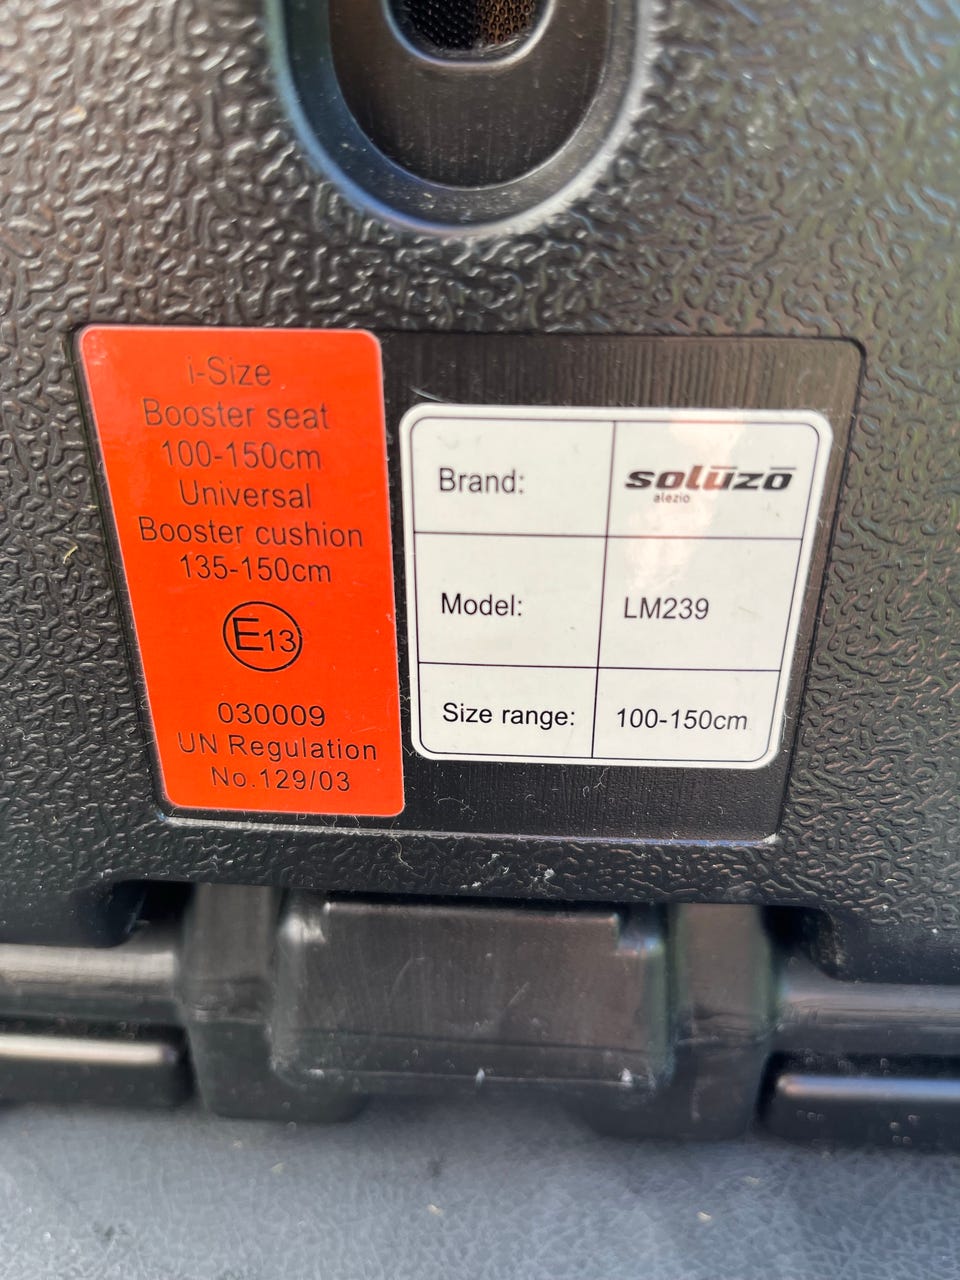 i-Size
Booster seat
100-150cm
Universal
Booster cushion
135-150cm
E13
030009
UN Regulation
No.129/03
Brand: solūzō
alezio
Model: LM239
Size range: 100-150cm